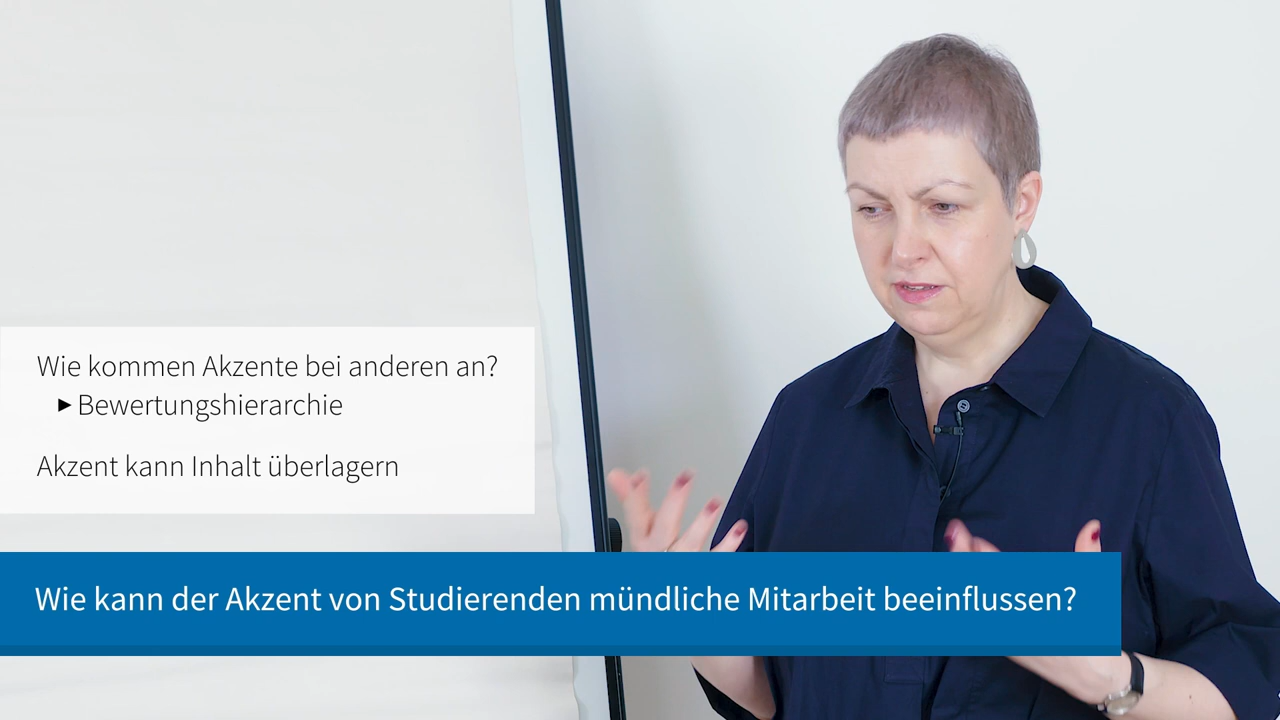 Wie kommen Akzente bei anderen an?
▸ Bewertungshierarchie
Akzent kann Inhalt überlagern
Wie kann der Akzent von Studierenden mündliche Mitarbeit beeinflussen?